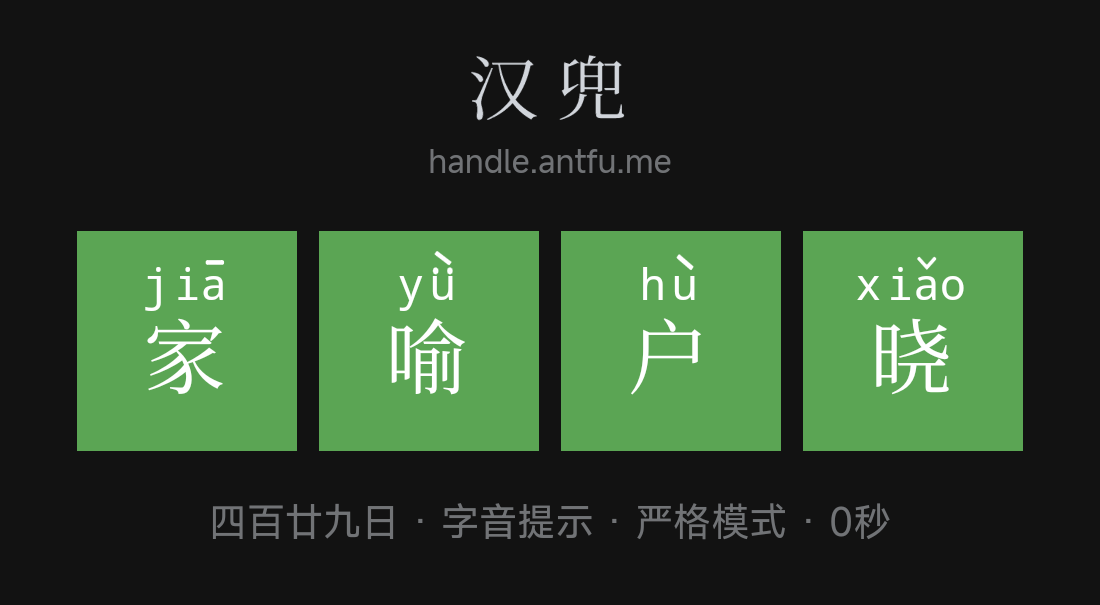 汉兜
handle.antfu.me
jiā yǜ hù xiǎo
家喻户晓
四百廿九日 · 字音提示 · 严格模式 · 0秒